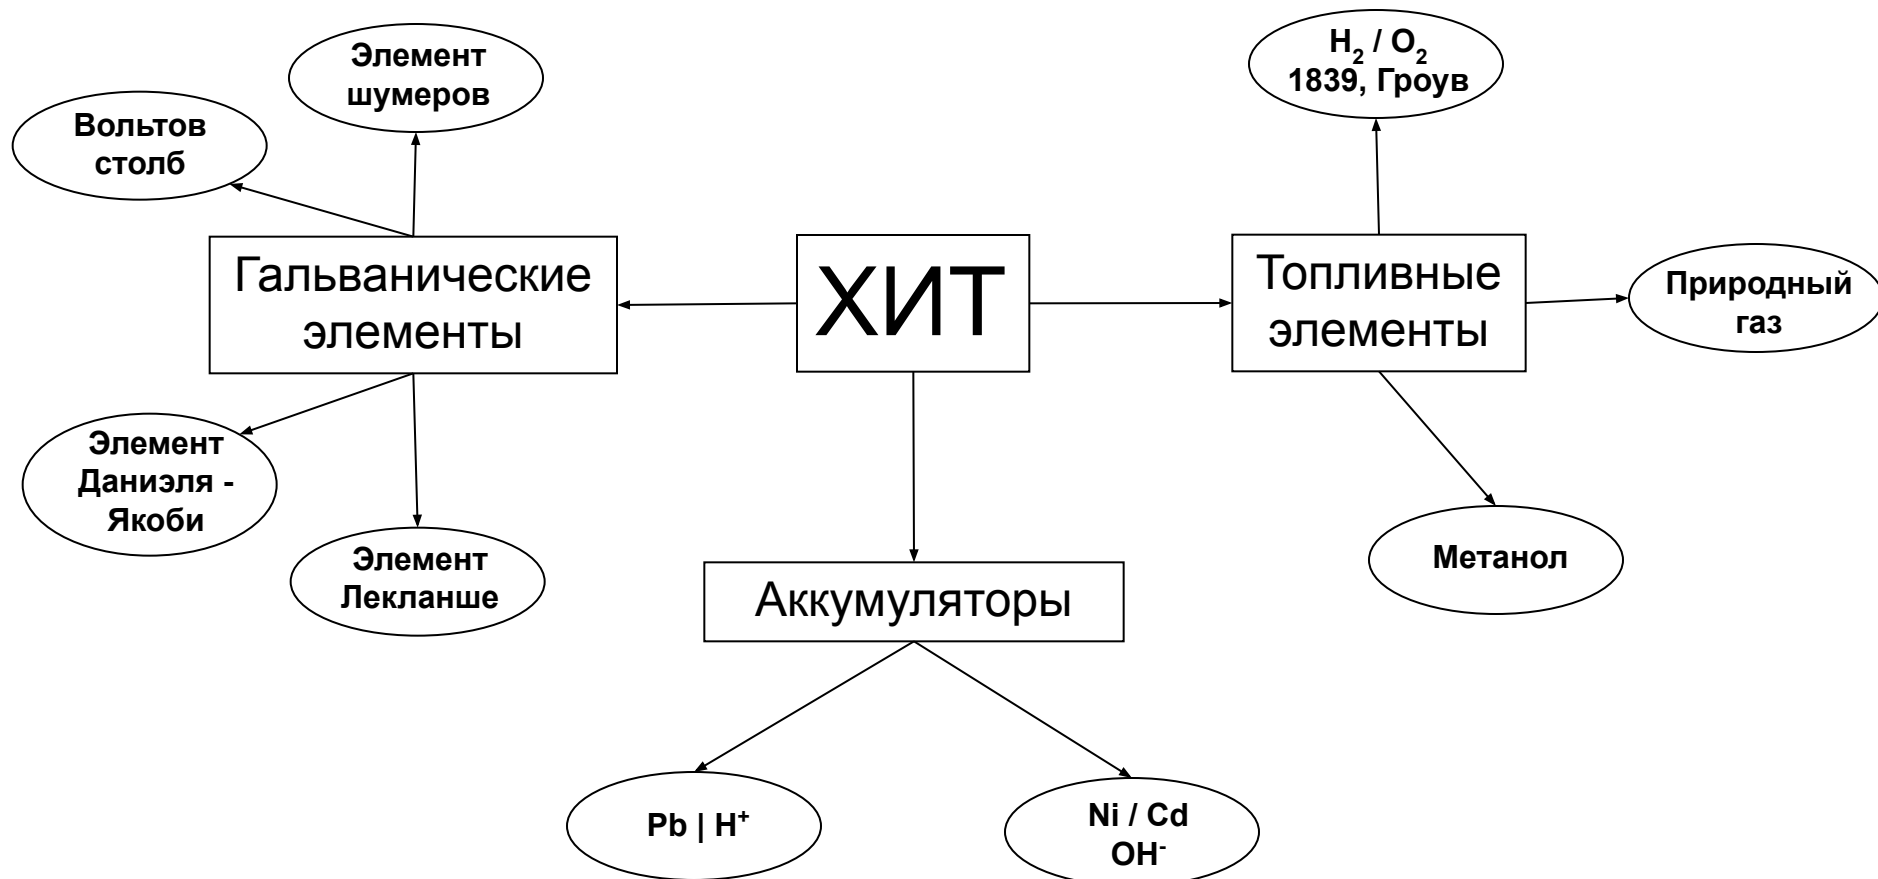 Элемент
шумеров
H₂ / O₂
1839, Гроув
Вольтов
столб
Гальванические
элементы
ХИТ
Топливные
элементы
Природный
газ
Элемент
Даниэля -
Якоби
Элемент
Лекланше
Метанол
Аккумуляторы
Pb | H⁺
Ni / Cd
OH⁻